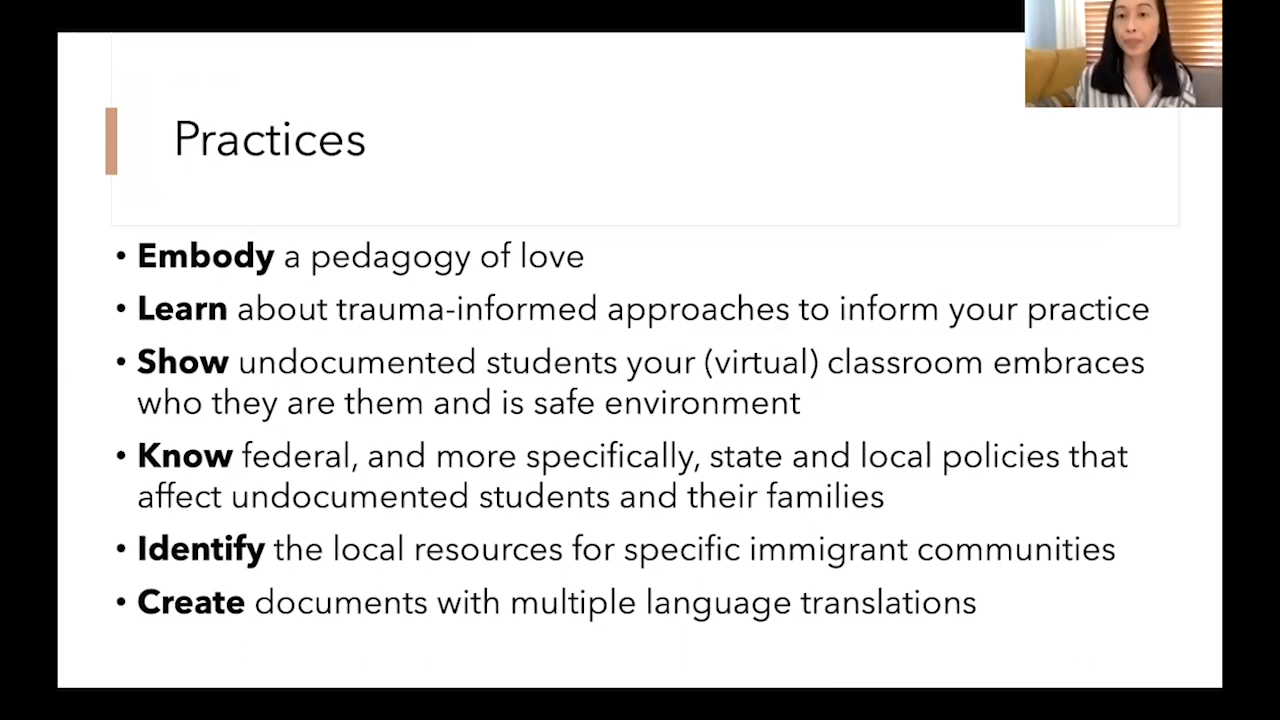 Practices
• Embody a pedagogy of love
• Learn about trauma-informed approaches to inform your practice
• Show undocumented students your (virtual) classroom embraces
who they are them and is safe environment
• Know federal, and more specifically, state and local policies that
affect undocumented students and their families
• Identify the local resources for specific immigrant communities
• Create documents with multiple language translations